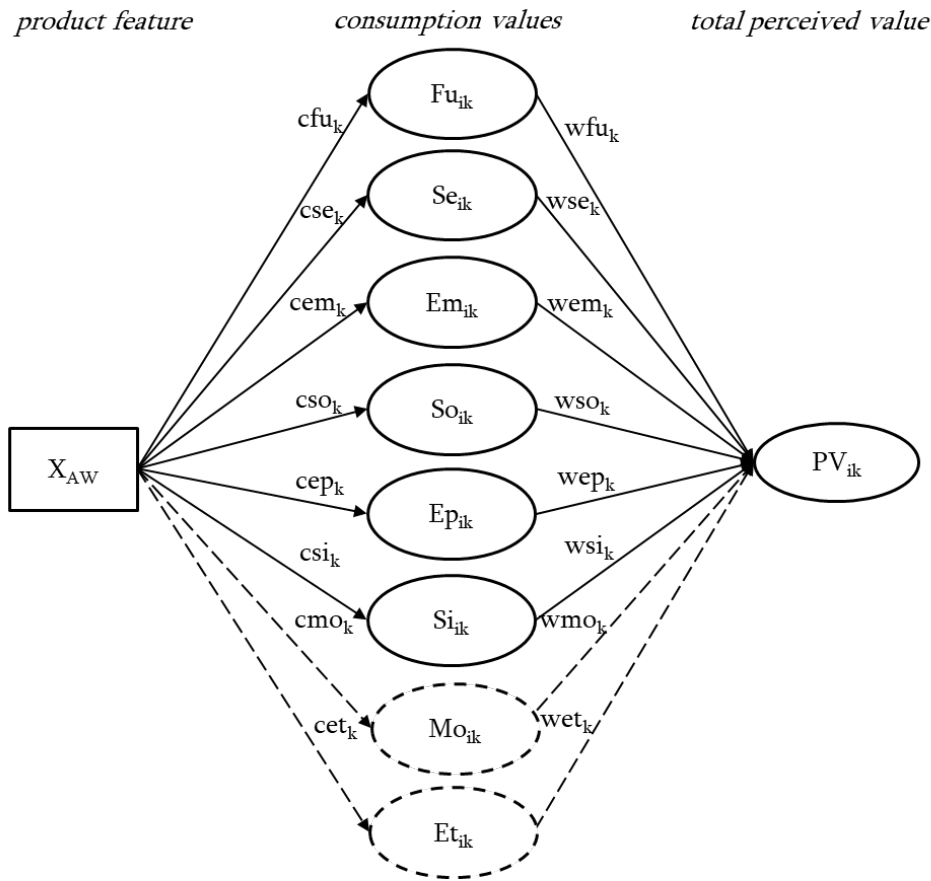 product feature
consumption values
total perceived value
Fu_ik
cfu_k
wfu_k
Se_ik
cse_k
wse_k
cem_k
Em_ik
wem_k
cso_k
So_ik
wso_k
X_AW
PV_ik
cep_k
Ep_ik
wep_k
csi_k
wsi_k
cmo_k
Si_ik
wmo_k
cet_k
Mo_ik
wet_k
Et_ik